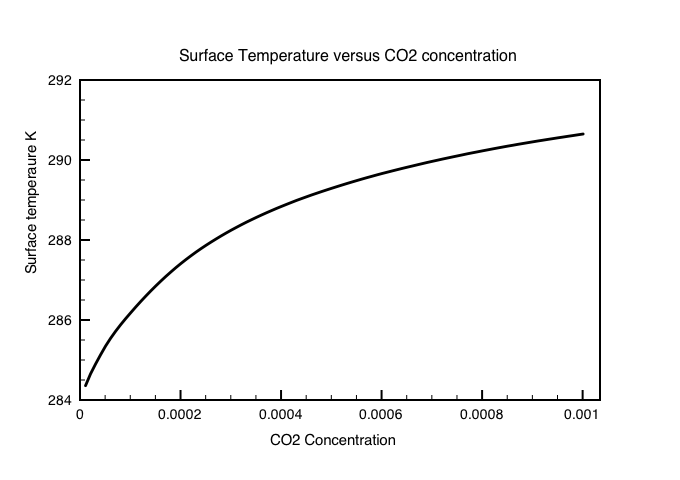 Surface Temperature versus CO2 concentration
292
290
288
286
284
Surface temperaure K
0 0.0002 0.0004 0.0006 0.0008 0.001
CO2 Concentration